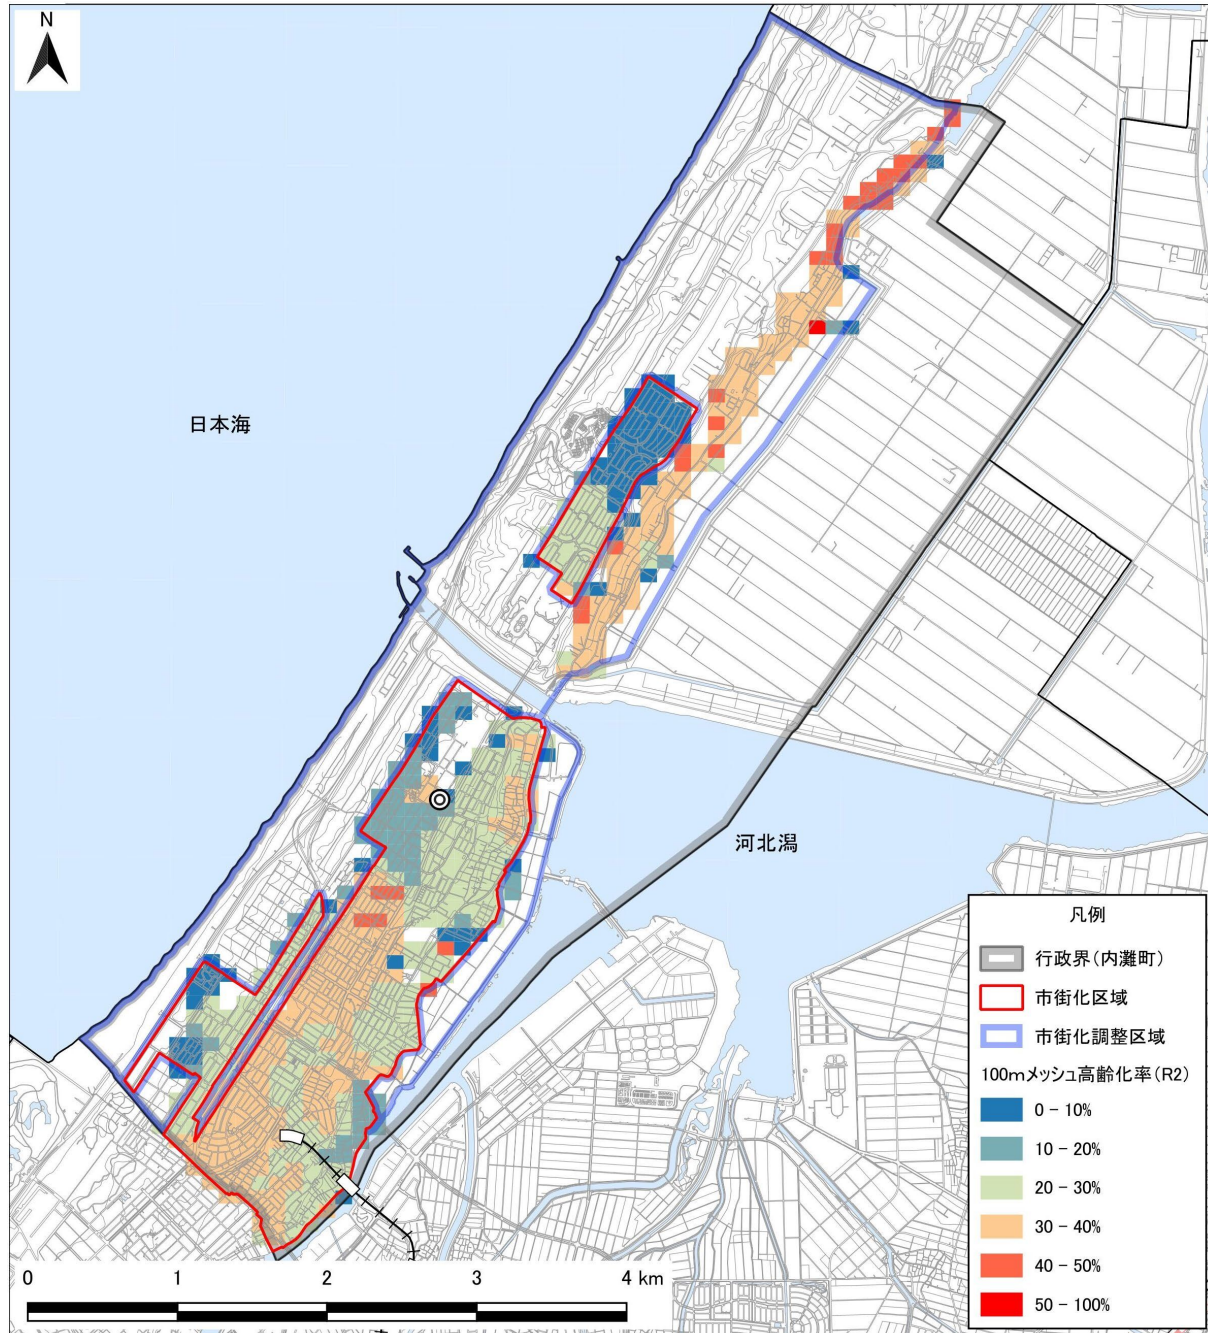 N
日本海
河北潟
凡例
行政界(内灘町)
市街化区域
市街化調整区域
100mメッシュ高齢化率(R2)
0 - 10%
10 - 20%
20 - 30%
30 - 40%
40 - 50%
50 - 100%
0 1 2 3 4 km